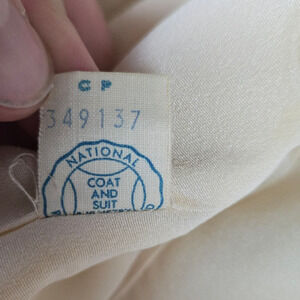 CP
349137
NATIONAL
COAT
AND
SUIT